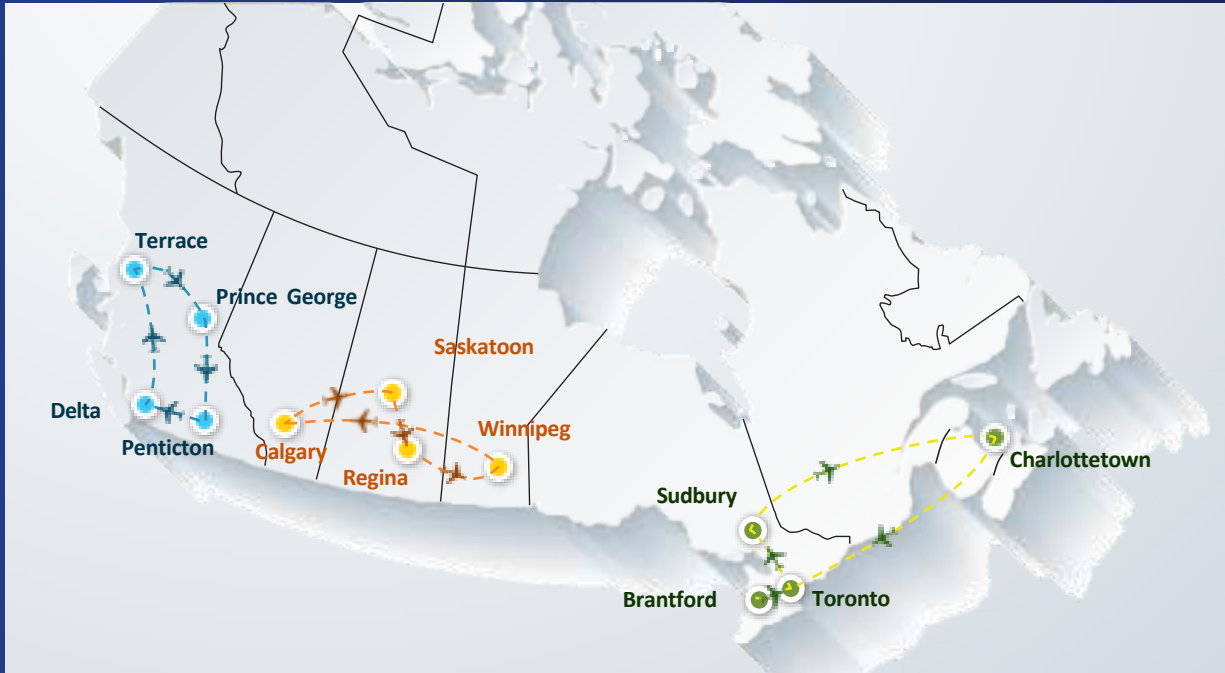 Terrace
Prince George
Saskatoon
Delta
Winnipeg
Penticton
Calgary
Regina
Charlottetown
Sudbury
Brantford
Toronto